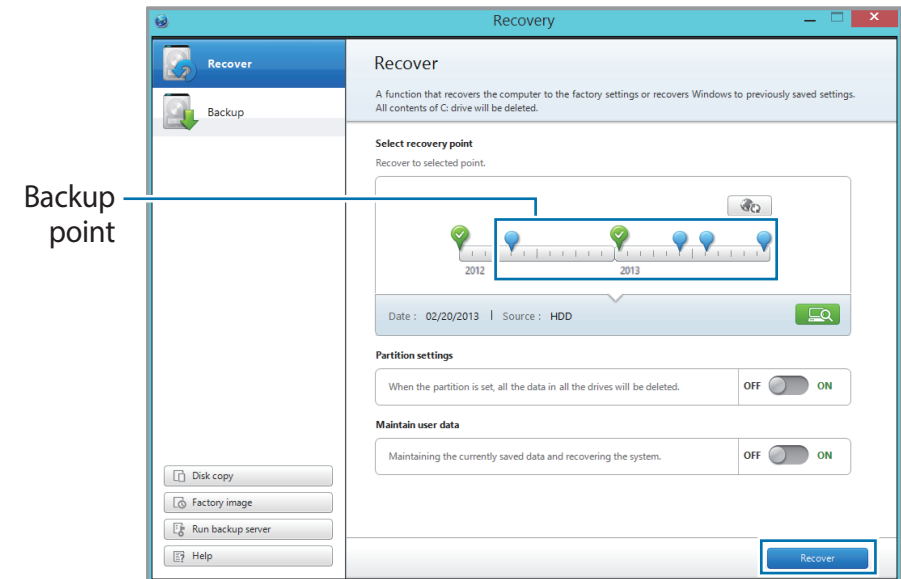 Recovery
Recover
Backup
Recover
A function that recovers the computer to the factory settings or recovers Windows to previously saved settings.
All contents of C: drive will be deleted.
Select recovery point
Recover to selected point.
Backup
point
2012
2013
Date : 02/20/2013 | Source : HDD
Partition settings
When the partition is set, all the data in all the drives will be deleted.
OFF ON
Maintain user data
Maintaining the currently saved data and recovering the system.
OFF ON
Disk copy
Factory image
Run backup server
Help
Recover